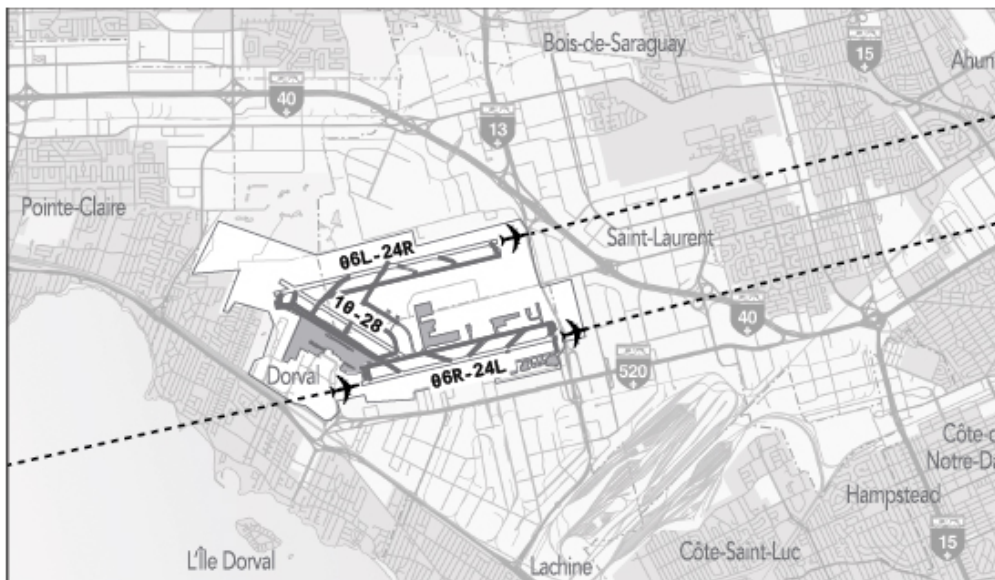 Bois-de-Saraguay
15
Ahun
40
13
Pointe-Claire
Saint-Laurent
06L-24R
10-28
40
Dorval
06R-24L
520
Côte-d
Notre-Da
Hampstead
15
L'Île Dorval
Lachine
Côte-Saint-Luc